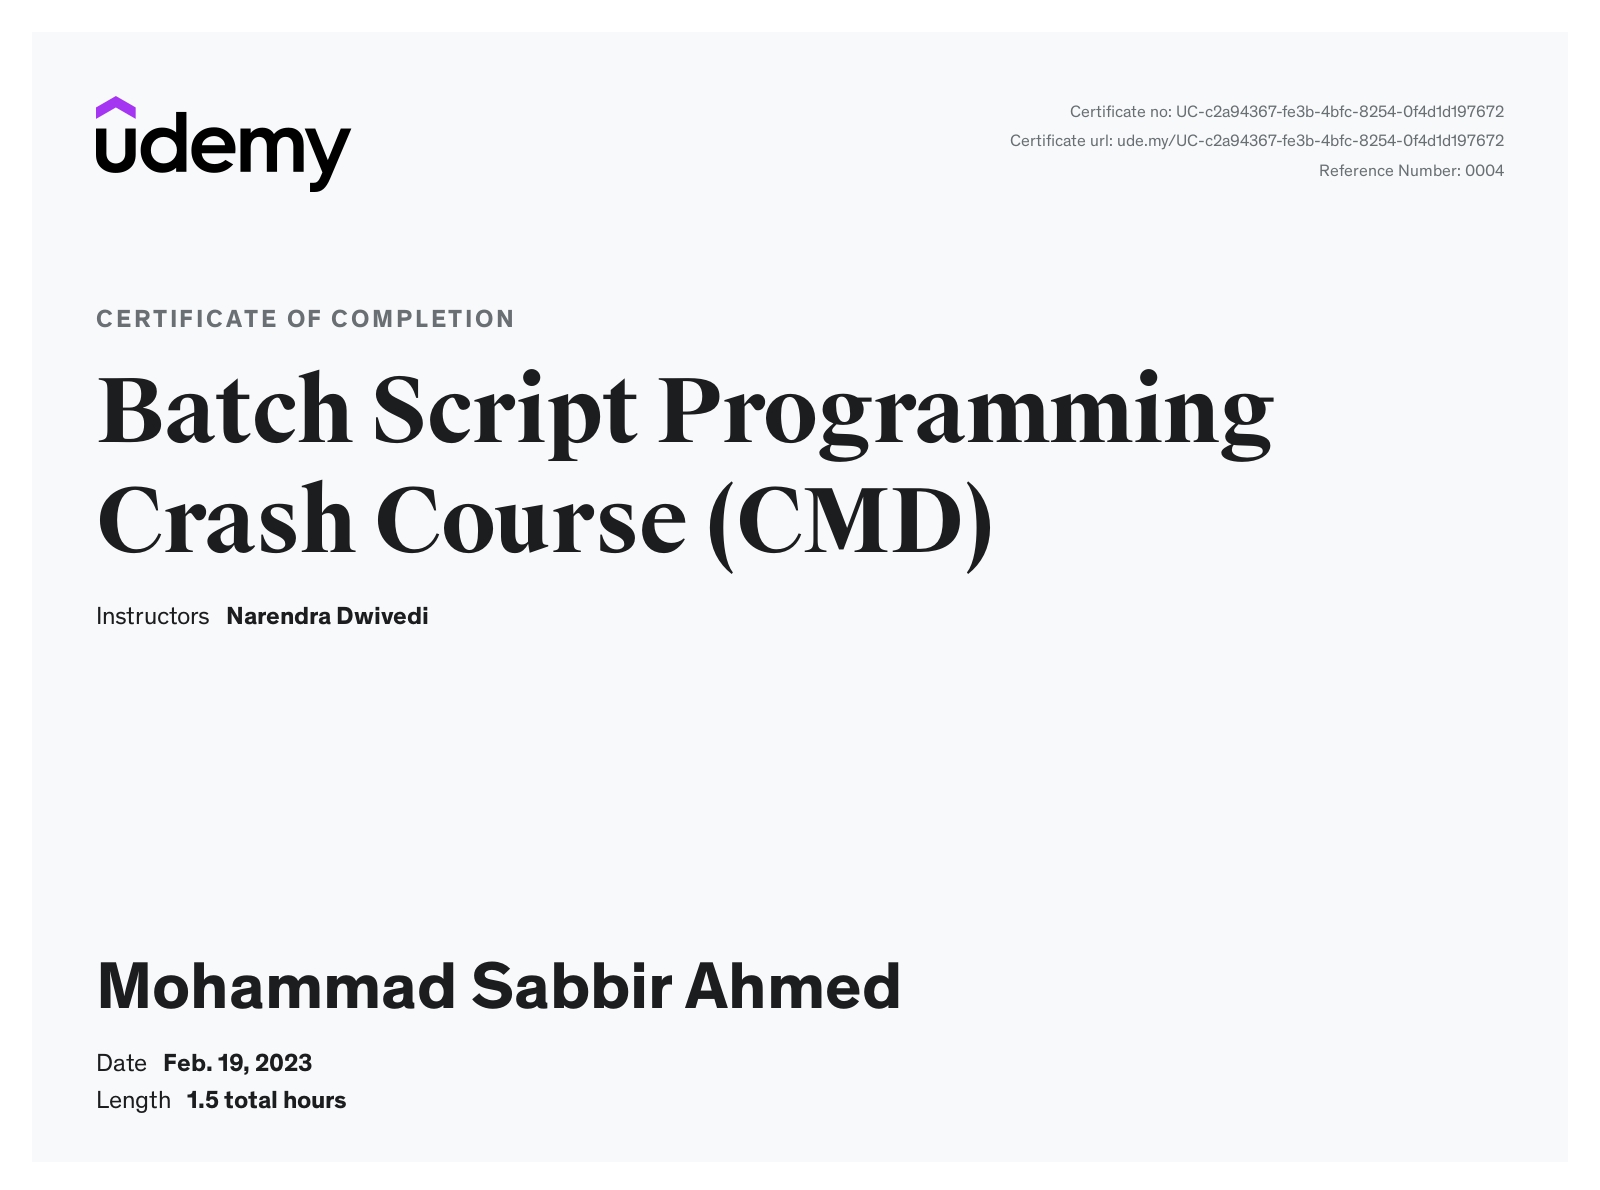 udemy
Certificate no: UC-c2a94367-fe3b-4bfc-8254-0f4d1d197672
Certificate url: ude.my/UC-c2a94367-fe3b-4bfc-8254-0f4d1d197672
Reference Number: 0004
CERTIFICATE OF COMPLETION
Batch Script Programming
Crash Course (CMD)
Instructors Narendra Dwivedi
Mohammad Sabbir Ahmed
Date Feb. 19, 2023
Length 1.5 total hours